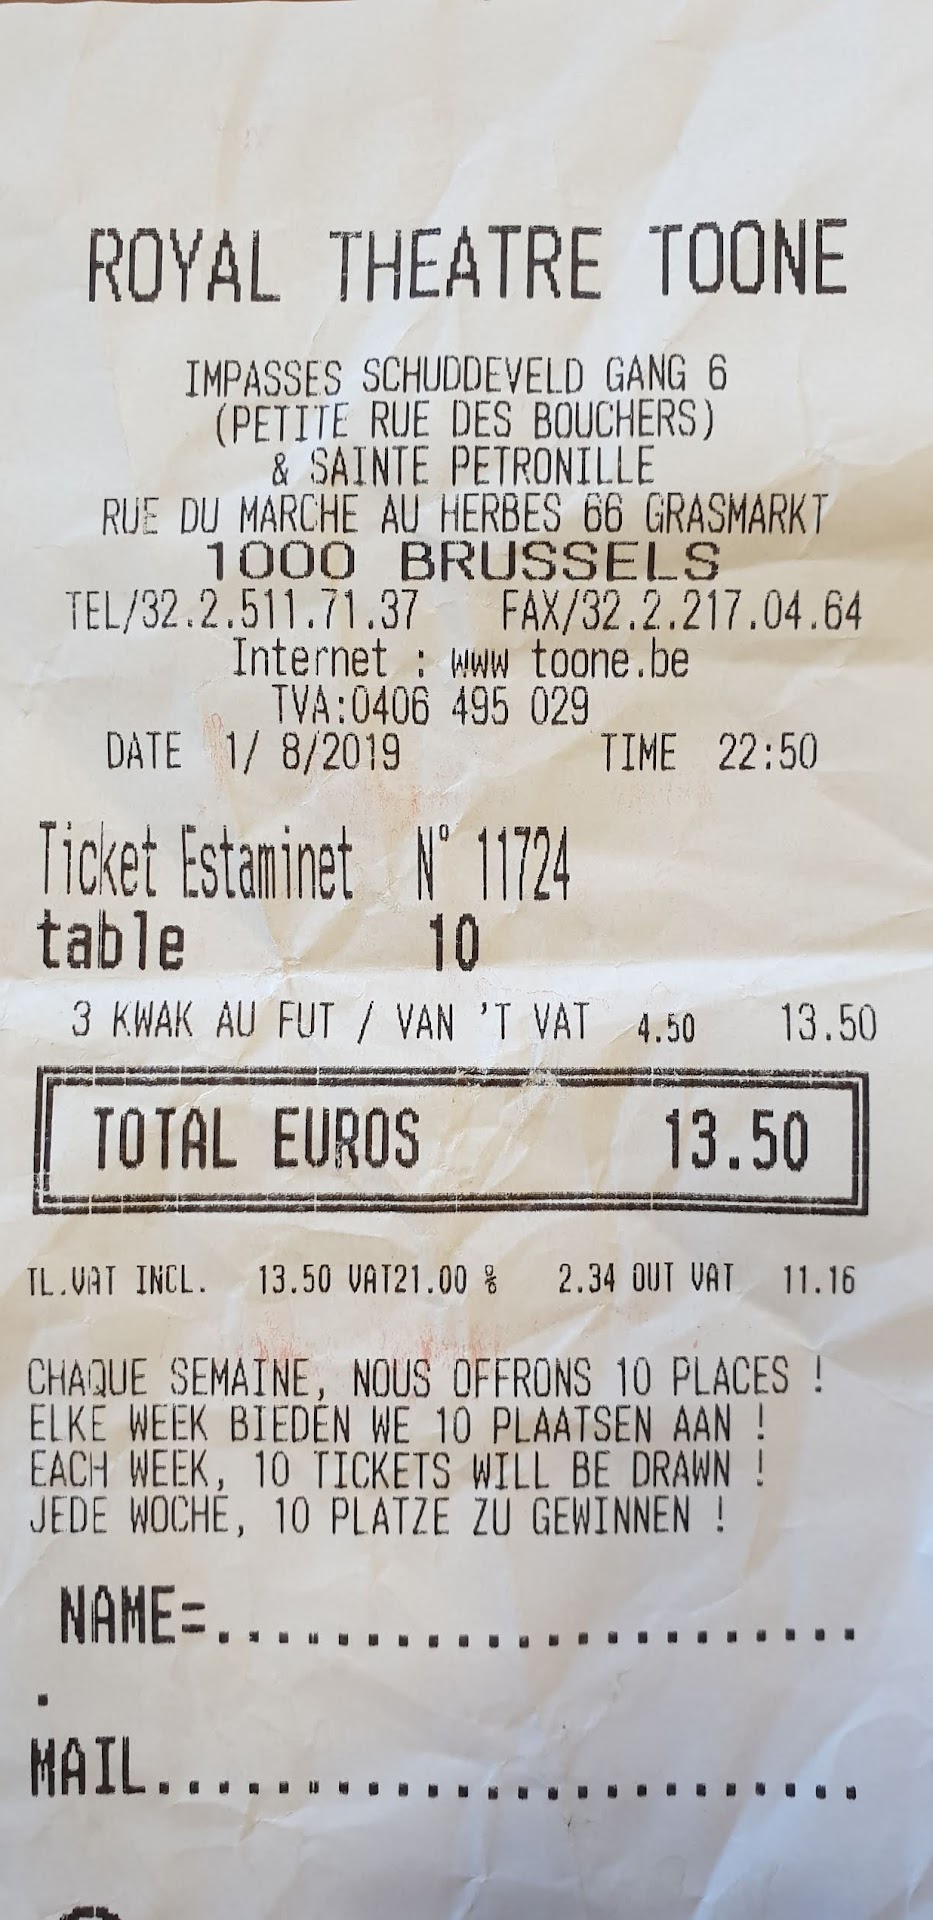 ROYAL THEATRE TOONE
IMPASSES SCHUDDEVELD GANG 6
(PETITE RUE DES BOUCHERS)
& SAINTE PETRONILLE
RUE DU MARCHE AU HERBES 66 GRASMARKT
1000 BRUSSELS
TEL/32.2.511.71.37 FAX/32.2.217.04.64
Internet : www toone.be
TVA:0406 495 029
DATE 1/ 8/2019 TIME 22:50
Ticket Estaminet N° 11724
table 10
3 KWAK AU FUT / VAN 'T VAT 4.50 13.50
TOTAL EUROS 13.50
TL.VAT INCL. 13.50 VAT21.00 % 2.34 OUT VAT 11.16
CHAQUE SEMAINE, NOUS OFFRONS 10 PLACES !
ELKE WEEK BIEDEN WE 10 PLAATSEN AAN !
EACH WEEK, 10 TICKETS WILL BE DRAWN !
JEDE WOCHE, 10 PLATZE ZU GEWINNEN !
NAME=......................
.
MAIL........................